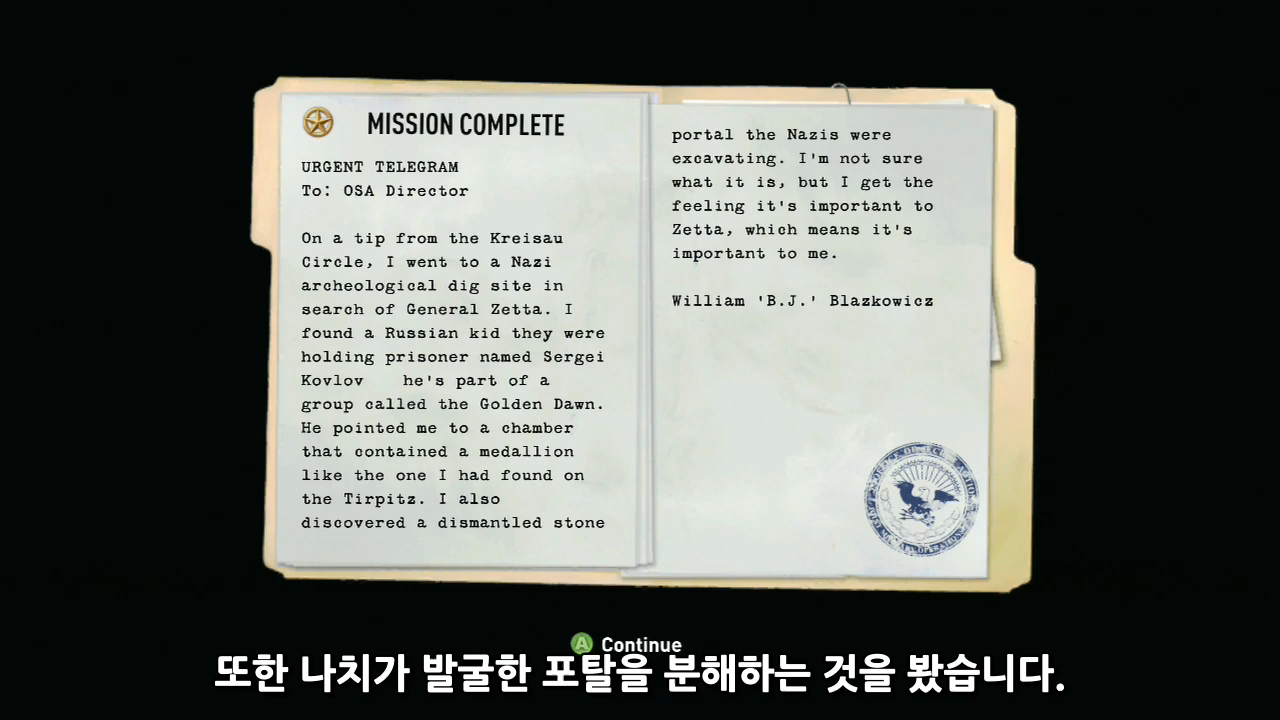 MISSION COMPLETE
URGENT TELEGRAM
To: OSA Director
On a tip from the Kreisau
Circle, I went to a Nazi
archeological dig site in
search of General Zetta. I
found a Russian kid they were
holding prisoner named Sergei
Kovlov he's part of a
group called the Golden Dawn.
He pointed me to a chamber
that contained a medallion
like the one I had found on
the Tirpitz. I also
discovered a dismantled stone
portal the Nazis were
excavating. I'm not sure
what it is, but I get the
feeling it's important to
Zetta, which means it's
important to me.
William 'B.J.' Blazkowicz
A Continue
또한 나치가 발굴한 포탈을 분해하는 것을 봤습니다.